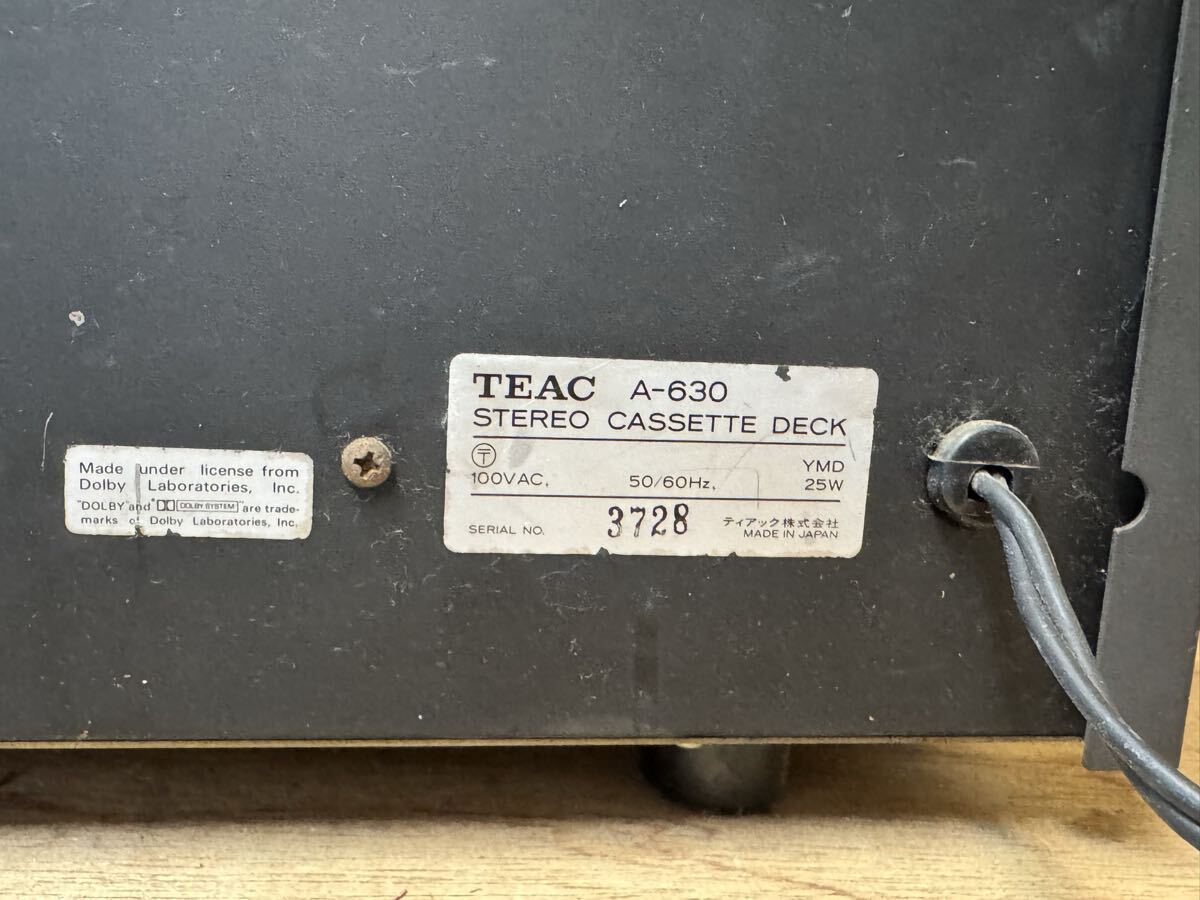 Made under license from
Dolby Laboratories, Inc.
"DOLBY" and "DOLBY SYSTEM" are trade-
marks of Dolby Laboratories, Inc.
TEAC A-630
STEREO CASSETTE DECK
〒 YMD
100VAC, 50/60Hz, 25W
SERIAL NO. 3728 ティアック株式会社
MADE IN JAPAN